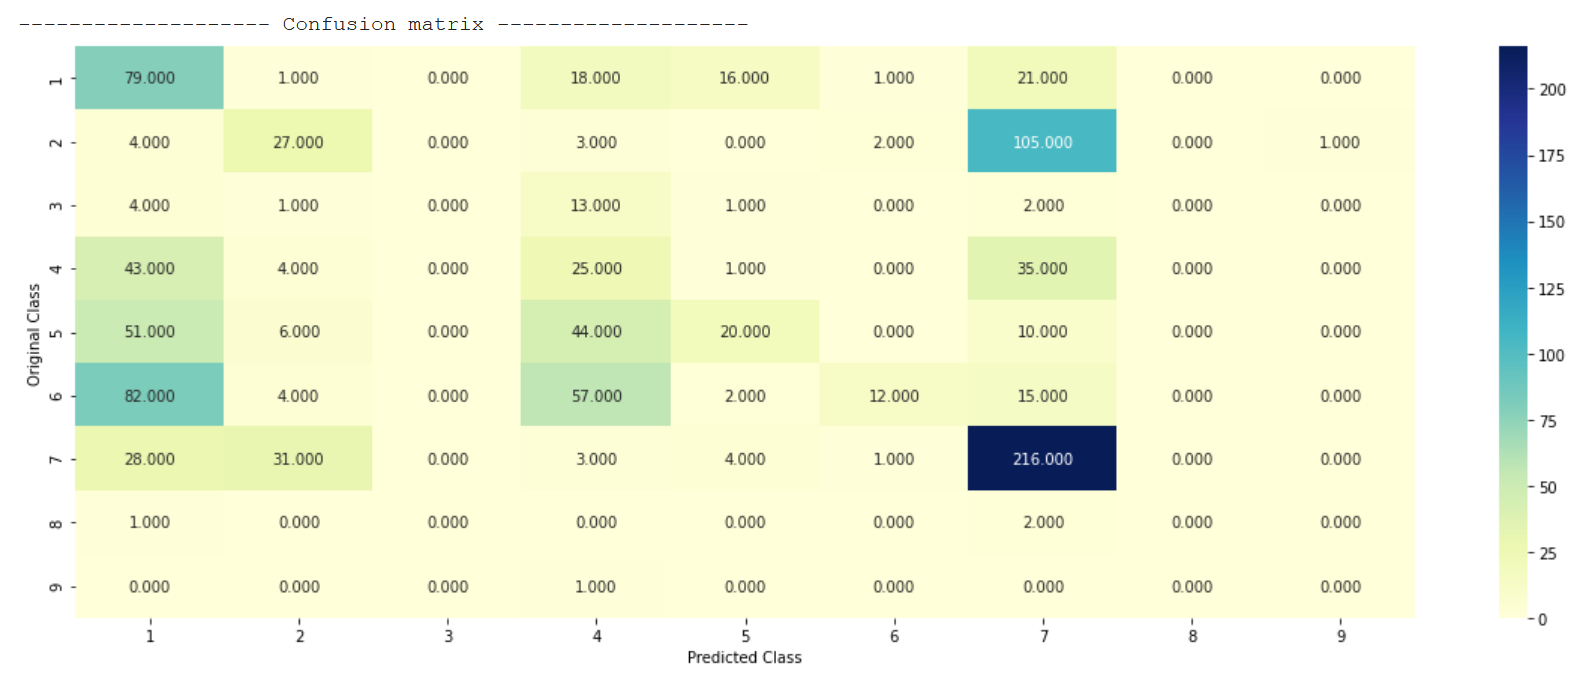 -------------------- Confusion matrix --------------------
1 79.000 1.000 0.000 18.000 16.000 1.000 21.000 0.000 0.000
2 4.000 27.000 0.000 3.000 0.000 2.000 105.000 0.000 1.000
3 4.000 1.000 0.000 13.000 1.000 0.000 2.000 0.000 0.000
4 43.000 4.000 0.000 25.000 1.000 0.000 35.000 0.000 0.000
5 51.000 6.000 0.000 44.000 20.000 0.000 10.000 0.000 0.000
6 82.000 4.000 0.000 57.000 2.000 12.000 15.000 0.000 0.000
7 28.000 31.000 0.000 3.000 4.000 1.000 216.000 0.000 0.000
8 1.000 0.000 0.000 0.000 0.000 0.000 2.000 0.000 0.000
9 0.000 0.000 0.000 1.000 0.000 0.000 0.000 0.000 0.000
1 2 3 4 5 6 7 8 9
Predicted Class
Original Class
200
175
150
125
100
75
50
25
0